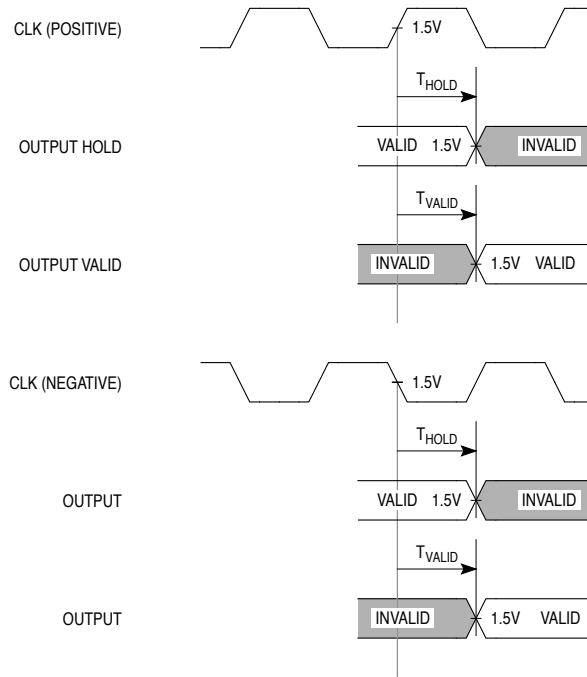 CLK (POSITIVE)
1.5V
THOLD
OUTPUT HOLD
VALID 1.5V INVALID
TVALID
OUTPUT VALID
INVALID 1.5V VALID
CLK (NEGATIVE)
1.5V
THOLD
OUTPUT
VALID 1.5V INVALID
TVALID
OUTPUT
INVALID 1.5V VALID